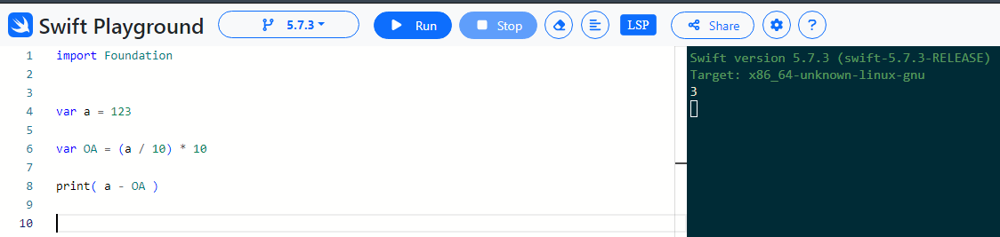 Swift Playground 5.7.3 Run Stop LSP Share ?
1 import Foundation
2
3
4 var a = 123
5
6 var OA = (a / 10) * 10
7
8 print( a - OA )
9
10
Swift version 5.7.3 (swift-5.7.3-RELEASE)
Target: x86_64-unknown-linux-gnu
3